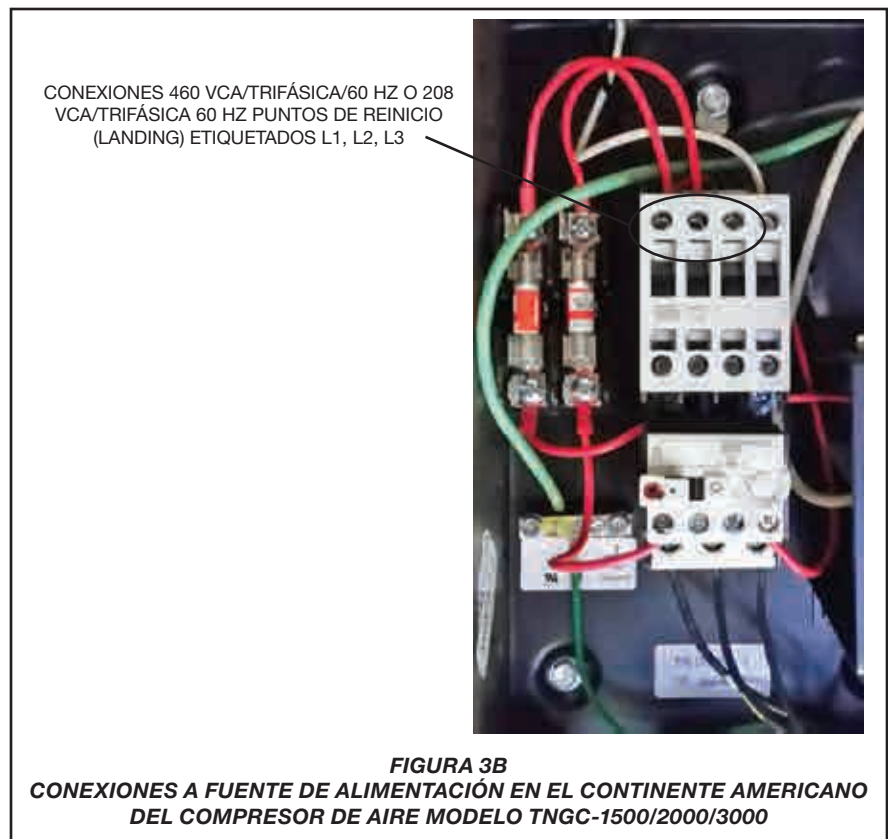 CONEXIONES 460 VCA/TRIFÁSICA/60 HZ O 208
VCA/TRIFÁSICA 60 HZ PUNTOS DE REINICIO
(LANDING) ETIQUETADOS L1, L2, L3
FIGURA 3B
CONEXIONES A FUENTE DE ALIMENTACIÓN EN EL CONTINENTE AMERICANO
DEL COMPRESOR DE AIRE MODELO TNGC-1500/2000/3000